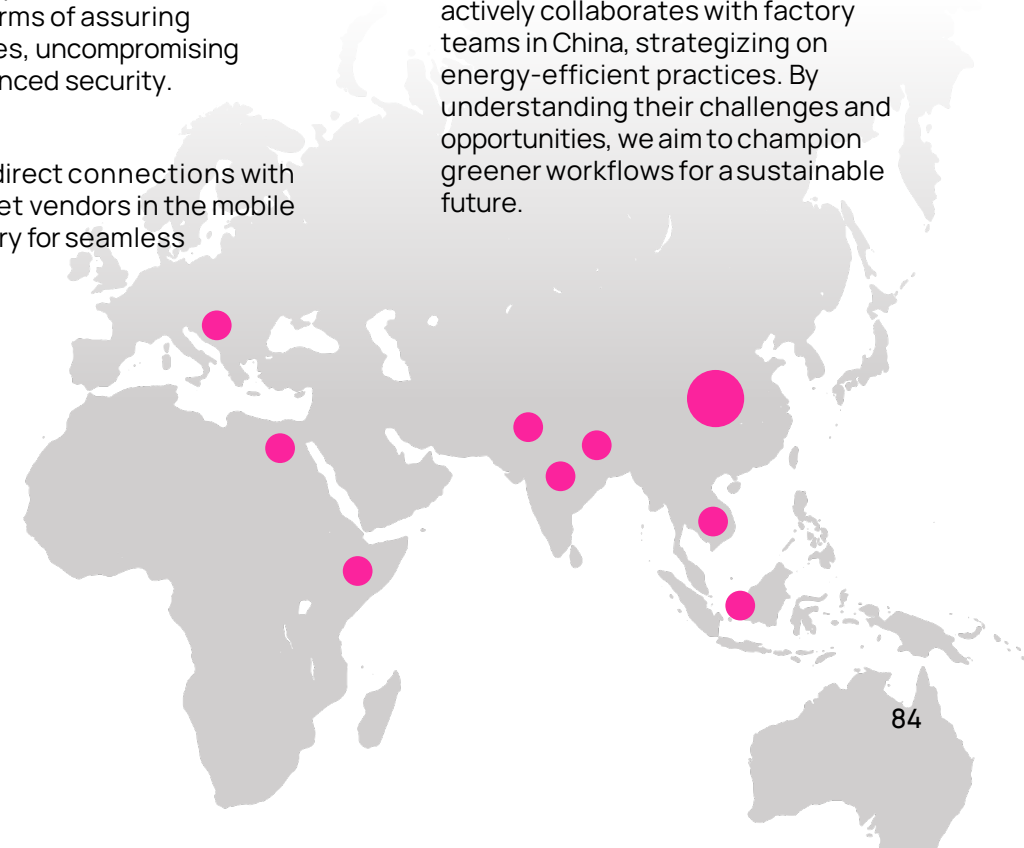 rms of assuring
es, uncompromising
nced security.
direct connections with
et vendors in the mobile
ry for seamless
actively collaborates with factory
teams in China, strategizing on
energy-efficient practices. By
understanding their challenges and
opportunities, we aim to champion
greener workflows for a sustainable
future.
84